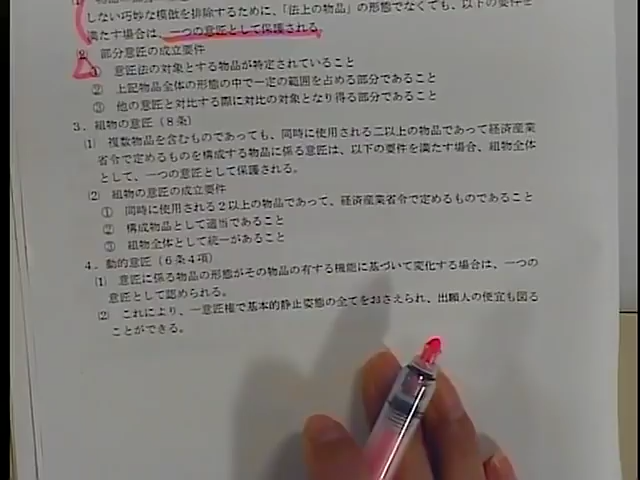 しない巧妙な模倣を排除するために、「法上の物品」の形態でなくても、以下の要件を
満たす場合は、一つの意匠として保護される。
(2) 部分意匠の成立要件
① 意匠法の対象とする物品が特定されていること
② 上記物品全体の形態の中で一定の範囲を占める部分であること
③ 他の意匠と対比する際に対比の対象となり得る部分であること
3．組物の意匠（８条）
(1) 複数物品を含むものであっても、同時に使用される二以上の物品であって経済産業
省令で定めるものを構成する物品に係る意匠は、以下の要件を満たす場合、組物全体
として、一つの意匠として保護される。
(2) 組物の意匠の成立要件
① 同時に使用される２以上の物品であって、経済産業省令で定めるものであること
② 構成物品として適当であること
③ 組物全体として統一があること
4．動的意匠（６条４項）
(1) 意匠に係る物品の形態がその物品の有する機能に基づいて変化する場合は、一つの
意匠として認められる。
(2) これにより、一意匠権で基本的静止姿態の全てをおさえられ、出願人の便宜も図る
ことができる。